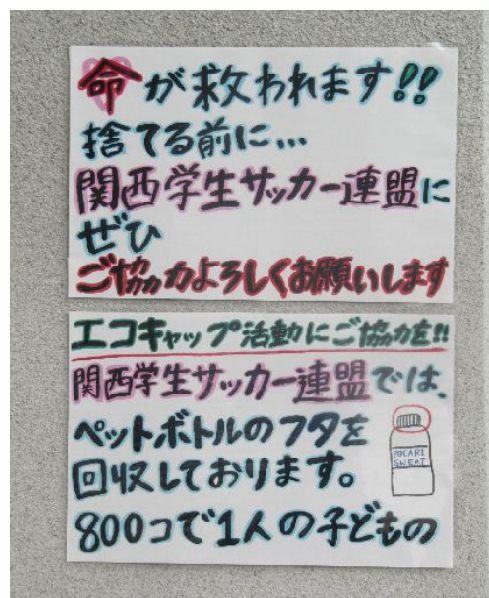 命が救われます!!
捨てる前に...
関西学生サッカー連盟に
ぜひ
ご協力よろしくお願いします
エコキャップ活動にご協力を!!
関西学生サッカー連盟では、
ペットボトルのフタを
回収しております。
POCARI
SWEAT
800コで1人の子どもの